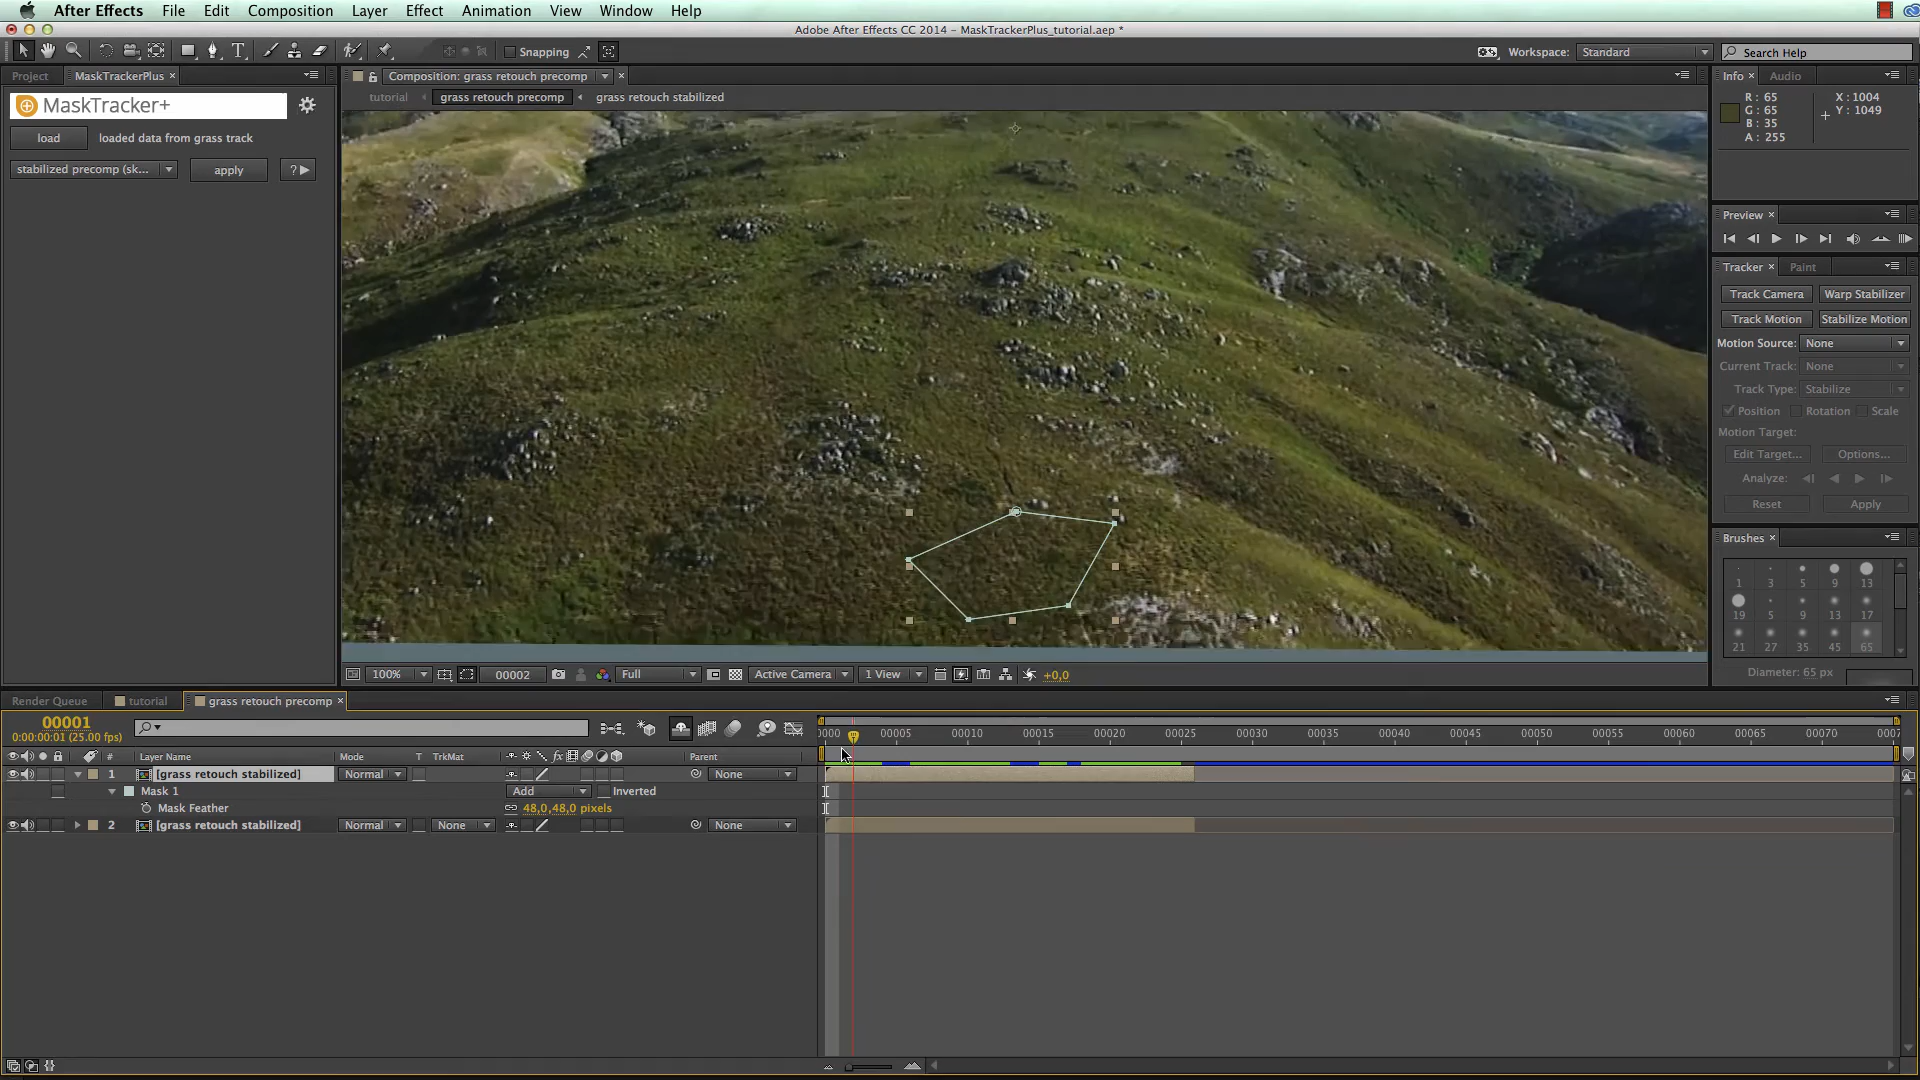 After Effects File Edit Composition Layer Effect Animation View Window Help
Adobe After Effects CC 2014 – MaskTrackerPlus_tutorial.aep *
Snapping
Workspace: Standard
Search Help
Project MaskTrackerPlus ×
MaskTracker+
load loaded data from grass track
stabilized precomp (sk... apply ? ▶
Composition: grass retouch precomp ×
tutorial grass retouch precomp grass retouch stabilized
Info × Audio
R : 65
G : 65
B : 35
A : 255
X : 1004
Y : 1049
Preview ×
Tracker × Paint
Track Camera Warp Stabilizer
Track Motion Stabilize Motion
Motion Source: None
Current Track: None
Track Type: Stabilize
Position Rotation Scale
Motion Target:
Edit Target... Options...
Analyze:
Reset Apply
Brushes ×
1 3 5 9 13
19 5 9 13 17
21 27 35 45 65
Diameter: 65 px
100% 00002 Full Active Camera 1 View +0,0
Render Queue tutorial grass retouch precomp ×
00001
0:00:00:01 (25.00 fps)
0000 00005 00010 00015 00020 00025 00030 00035 00040 00045 00050 00055 00060 00065 00070 0007
# Layer Name Mode T TrkMat fx Parent
1 [grass retouch stabilized] Normal None
Mask 1 Add Inverted
Mask Feather 48,0,48,0 pixels
2 [grass retouch stabilized] Normal None None